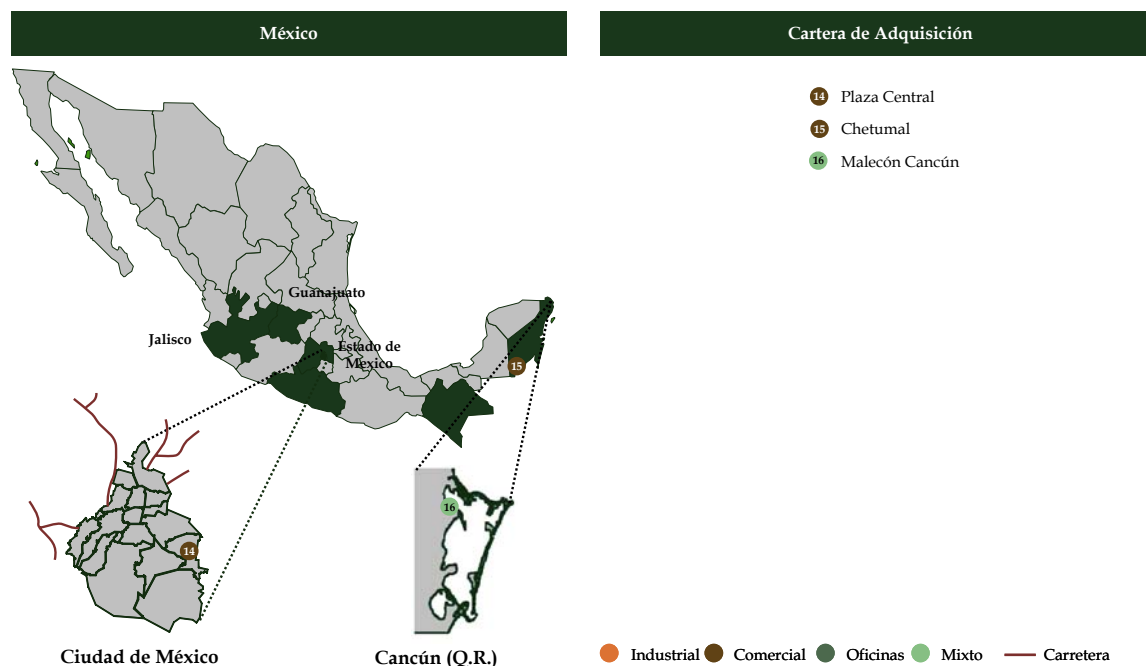 México
Cartera de Adquisición
14 Plaza Central
15 Chetumal
16 Malecón Cancún
Guanajuato
Jalisco
Estado de
Mexico
15
16
14
Ciudad de México
Cancún (Q.R.)
Industrial
Comercial
Oficinas
Mixto
Carretera